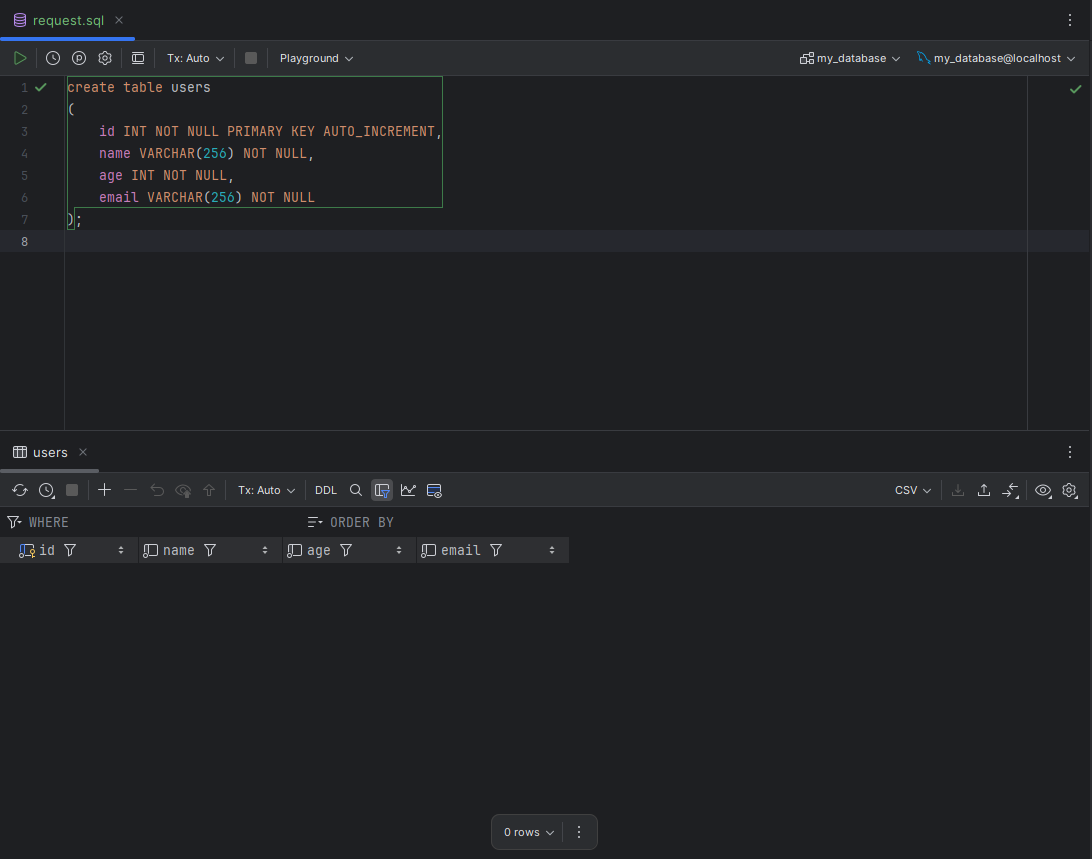 request.sql
Tx: Auto Playground my_database my_database@localhost
1 create table users
2 (
3 id INT NOT NULL PRIMARY KEY AUTO_INCREMENT,
4 name VARCHAR(256) NOT NULL,
5 age INT NOT NULL,
6 email VARCHAR(256) NOT NULL
7 );
8
users
Tx: Auto DDL CSV
WHERE ORDER BY
id name age email
0 rows